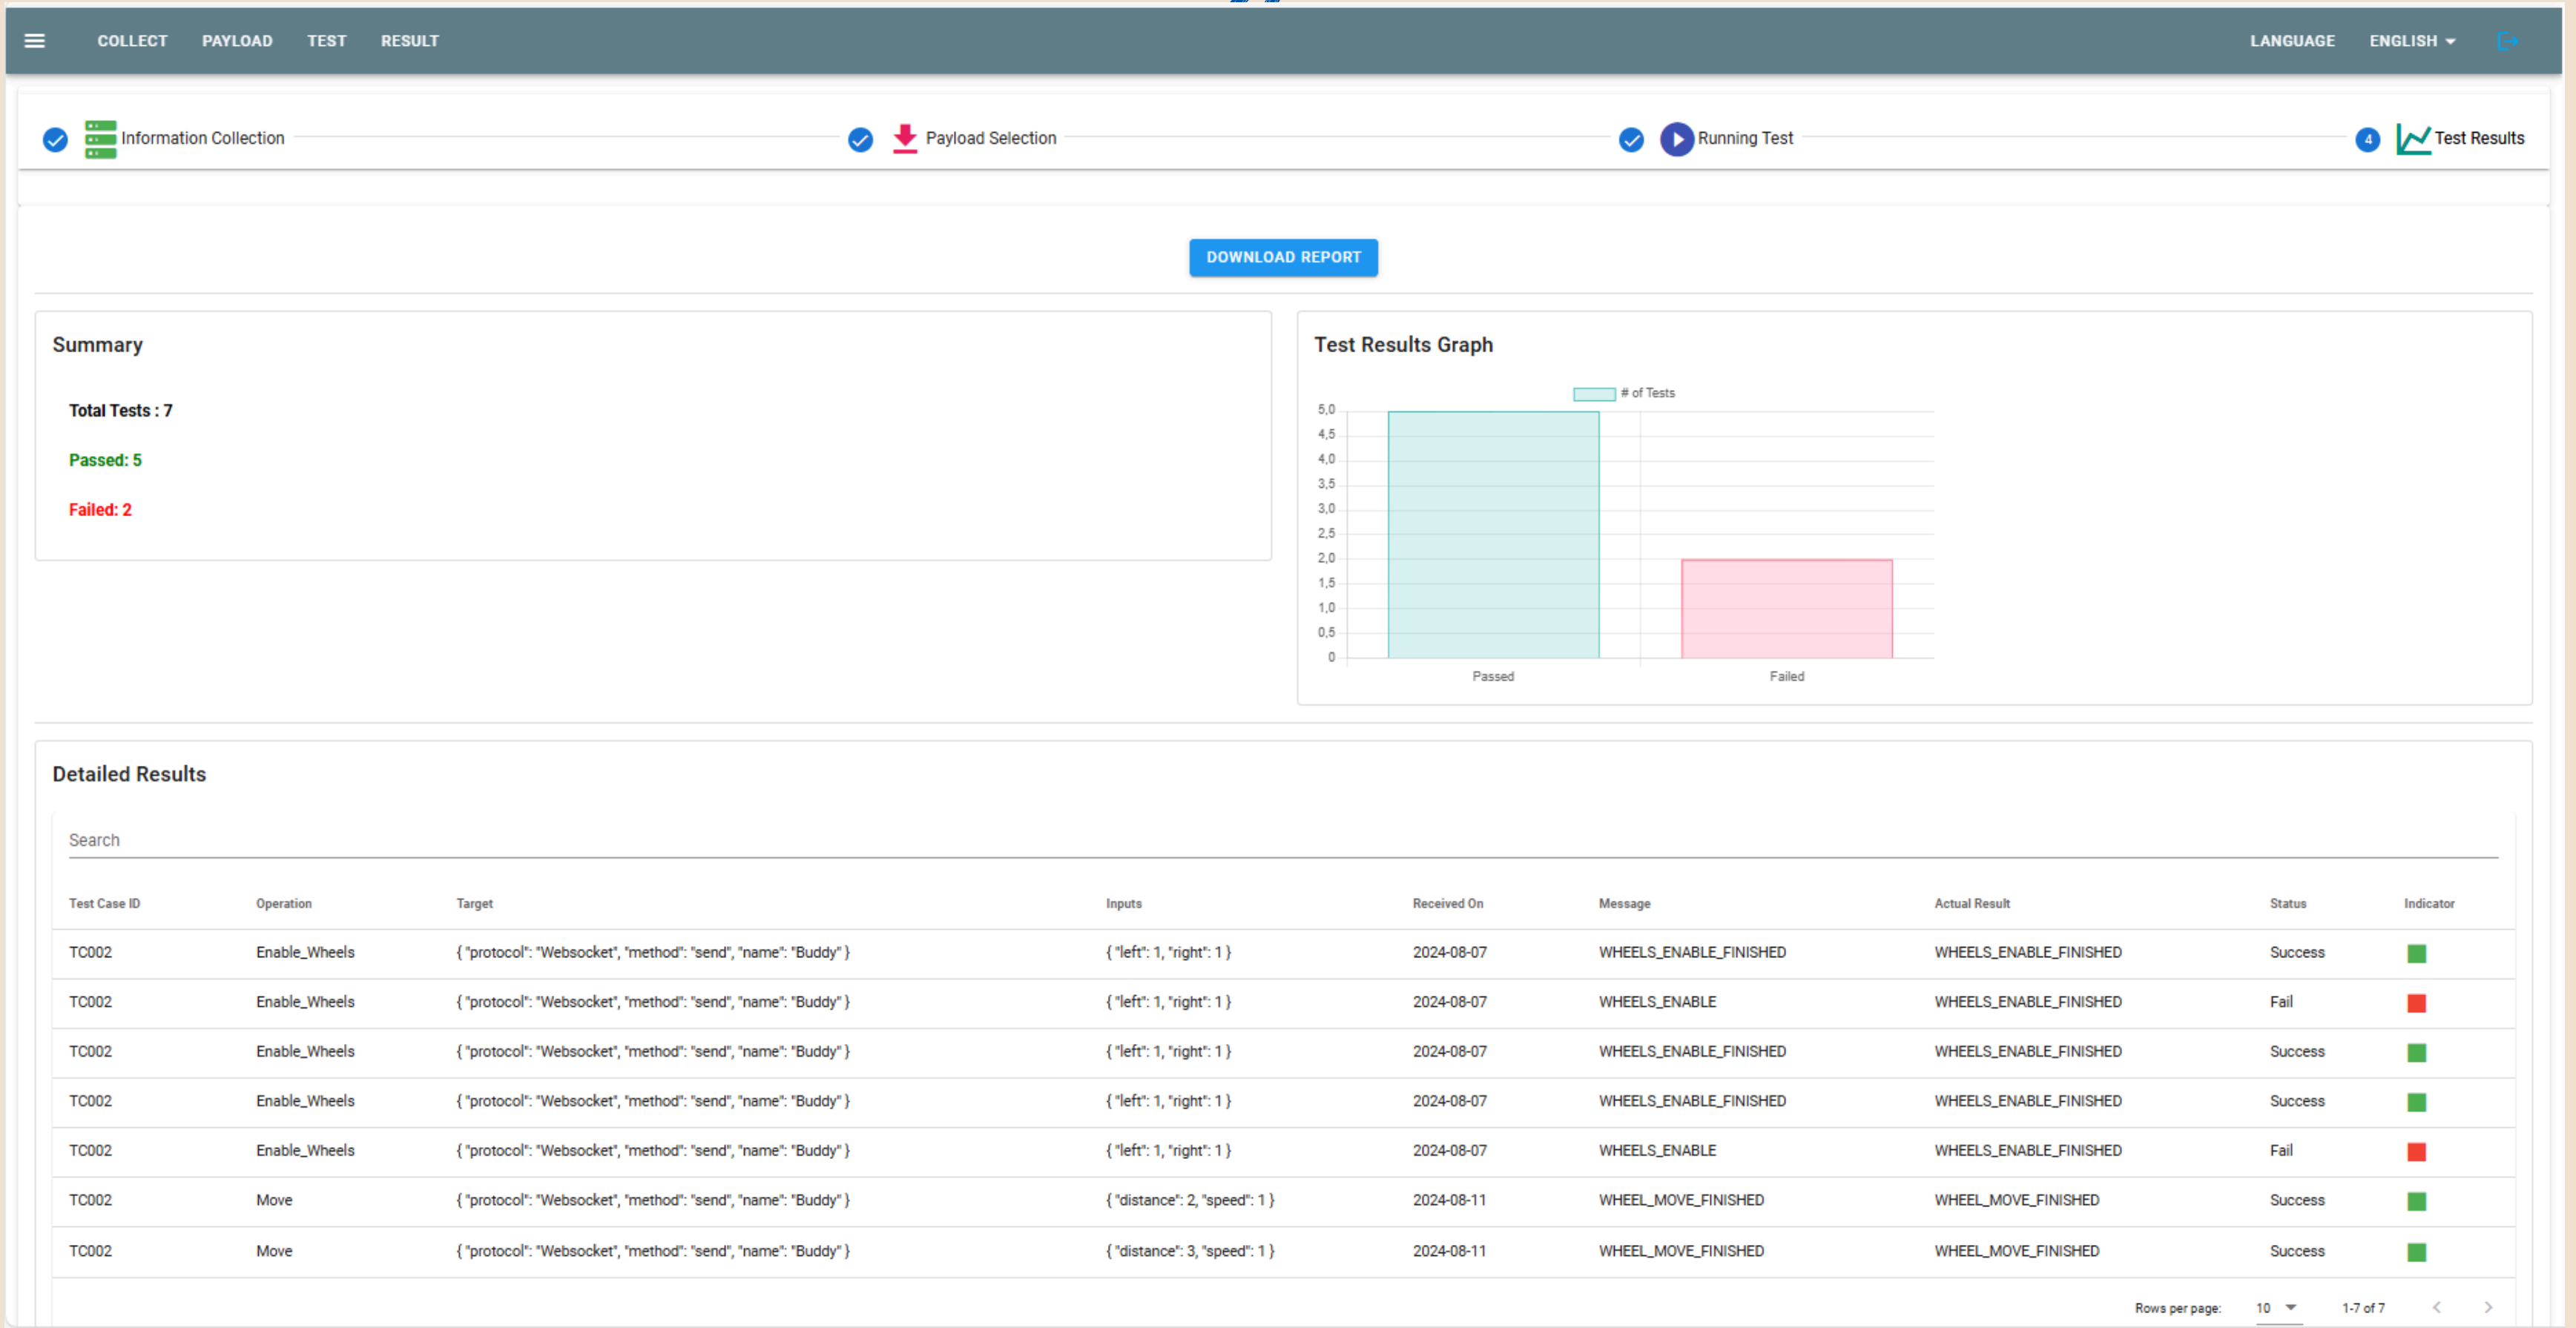 COLLECT PAYLOAD TEST RESULT LANGUAGE ENGLISH
Information Collection Payload Selection Running Test 4 Test Results
DOWNLOAD REPORT
Summary
Total Tests : 7
Passed: 5
Failed: 2
Test Results Graph
# of Tests
5,0
4,5
4,0
3,5
3,0
2,5
2,0
1,5
1,0
0,5
0
Passed Failed
Detailed Results
Search
Test Case ID Operation Target Inputs Received On Message Actual Result Status Indicator
TC002 Enable_Wheels { "protocol": "Websocket", "method": "send", "name": "Buddy" } { "left": 1, "right": 1 } 2024-08-07 WHEELS_ENABLE_FINISHED WHEELS_ENABLE_FINISHED Success
TC002 Enable_Wheels { "protocol": "Websocket", "method": "send", "name": "Buddy" } { "left": 1, "right": 1 } 2024-08-07 WHEELS_ENABLE WHEELS_ENABLE_FINISHED Fail
TC002 Enable_Wheels { "protocol": "Websocket", "method": "send", "name": "Buddy" } { "left": 1, "right": 1 } 2024-08-07 WHEELS_ENABLE_FINISHED WHEELS_ENABLE_FINISHED Success
TC002 Enable_Wheels { "protocol": "Websocket", "method": "send", "name": "Buddy" } { "left": 1, "right": 1 } 2024-08-07 WHEELS_ENABLE_FINISHED WHEELS_ENABLE_FINISHED Success
TC002 Enable_Wheels { "protocol": "Websocket", "method": "send", "name": "Buddy" } { "left": 1, "right": 1 } 2024-08-07 WHEELS_ENABLE WHEELS_ENABLE_FINISHED Fail
TC002 Move { "protocol": "Websocket", "method": "send", "name": "Buddy" } { "distance": 2, "speed": 1 } 2024-08-11 WHEEL_MOVE_FINISHED WHEEL_MOVE_FINISHED Success
TC002 Move { "protocol": "Websocket", "method": "send", "name": "Buddy" } { "distance": 3, "speed": 1 } 2024-08-11 WHEEL_MOVE_FINISHED WHEEL_MOVE_FINISHED Success
Rows per page: 10 1-7 of 7